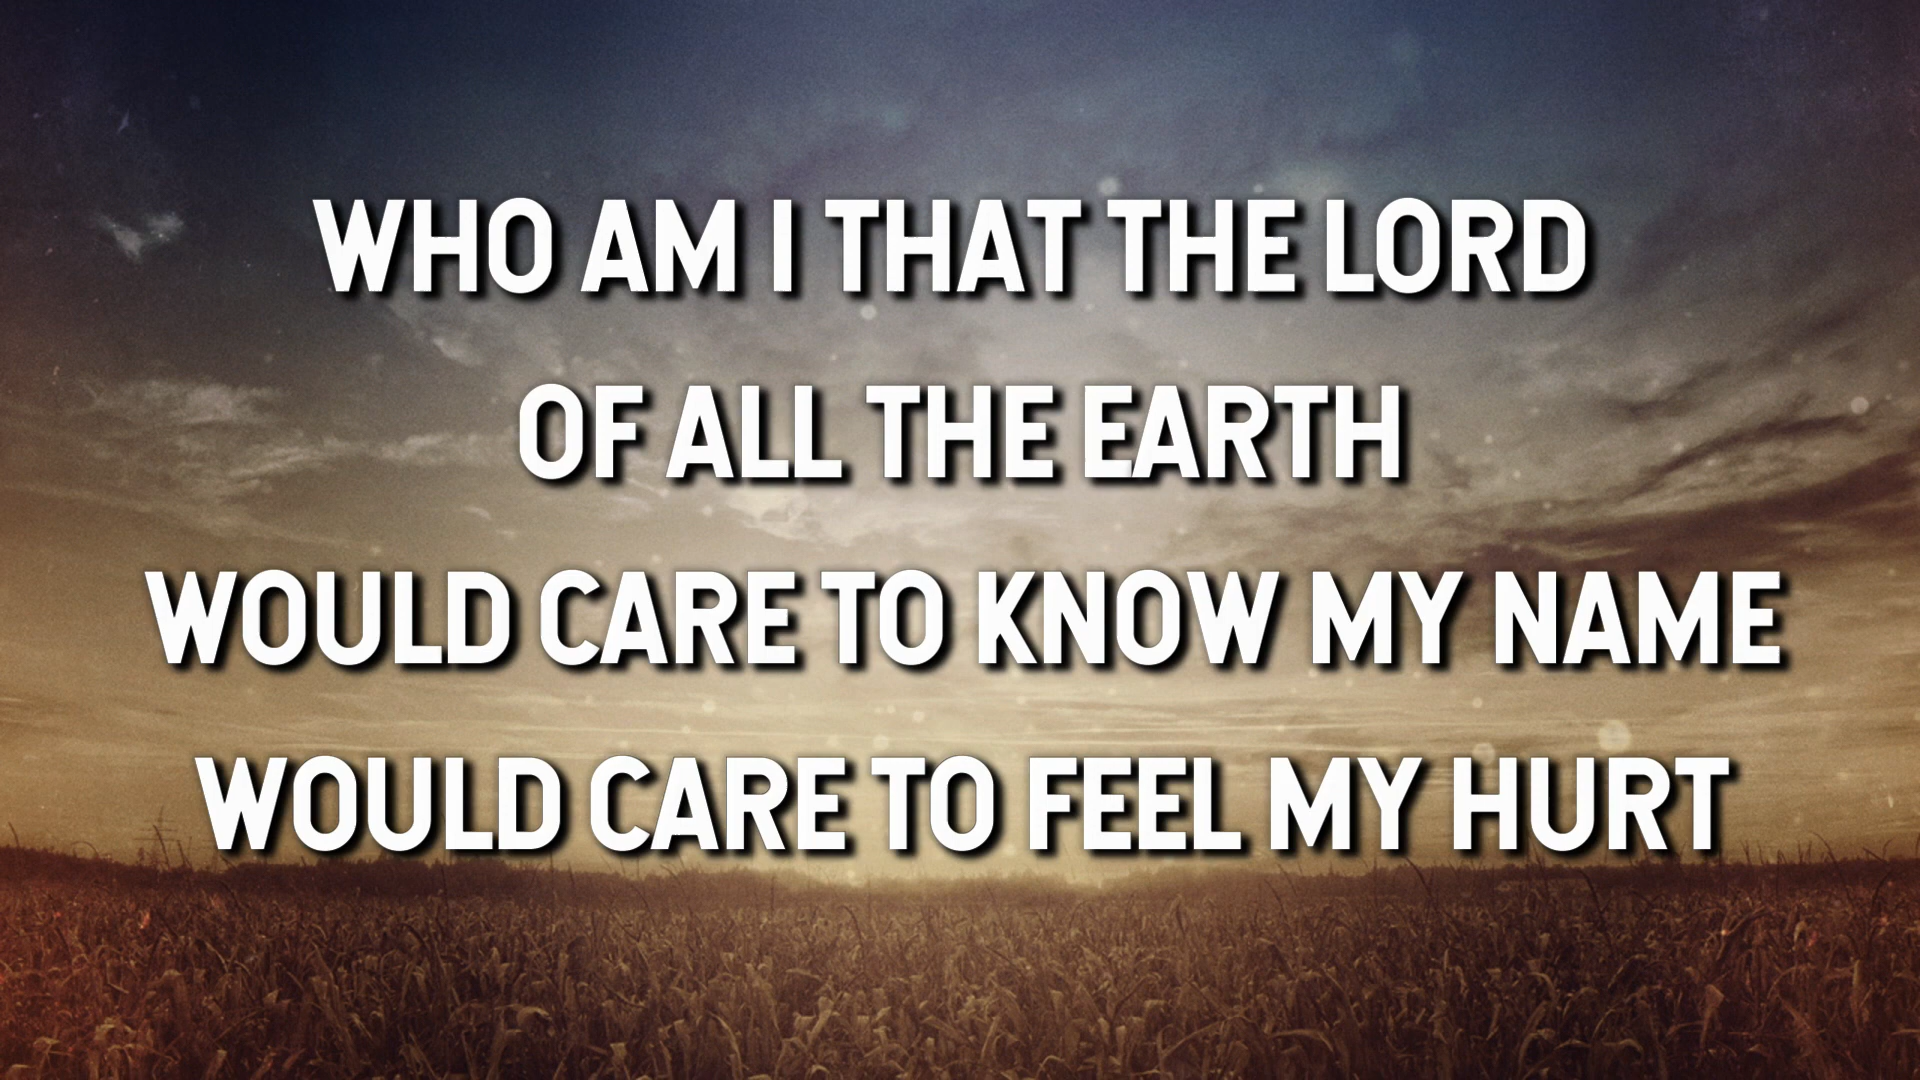 WHO AM I THAT THE LORD
OF ALL THE EARTH
WOULD CARE TO KNOW MY NAME
WOULD CARE TO FEEL MY HURT